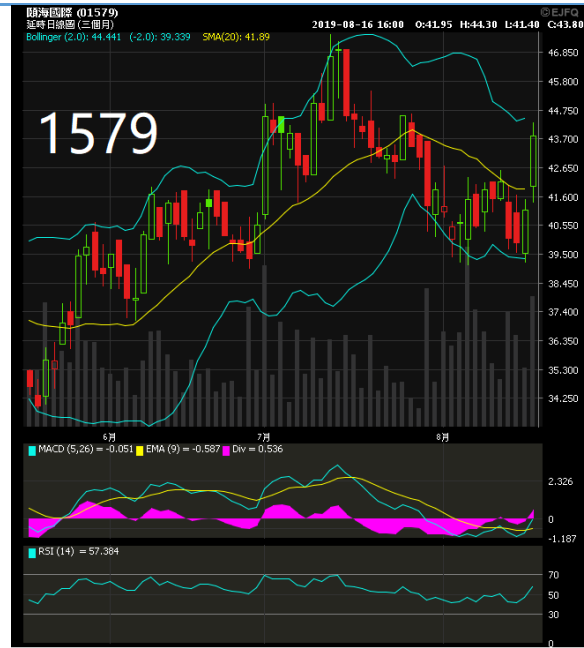 頤海國際 (01579)
©EJFQ
延時日線圖 (三個月)
2019-08-16 16:00 O:41.95 H:44.30 L:41.40 C:43.80
Bollinger (2.0): 44.441 (-2.0): 39.339 SMA(20): 41.89
1579
46.850
45.800
44.750
43.700
42.650
41.600
40.550
39.500
38.450
37.400
36.350
35.300
34.250
6月
7月
8月
MACD (5,26) = -0.051 EMA (9) = -0.587 Div = 0.536
2.326
0
-1.187
RSI (14) = 57.384
70
50
30
0